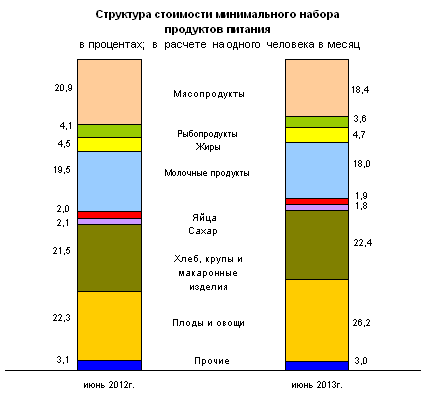 Структура стоимости минимального набора
продуктов питания
в процентах; в расчете на одного человека в месяц
20,9
Масопродукты
18,4
4,1
Рыбопродукты
3,6
4,5
Жиры
4,7
19,5
Молочные продукты
18,0
2,0
Яйца
1,9
2,1
Сахар
1,8
21,5
Хлеб, крупы и
макаронные
изделия
22,4
22,3
Плоды и овощи
26,2
3,1
Прочие
3,0
июнь 2012г.
июнь 2013г.